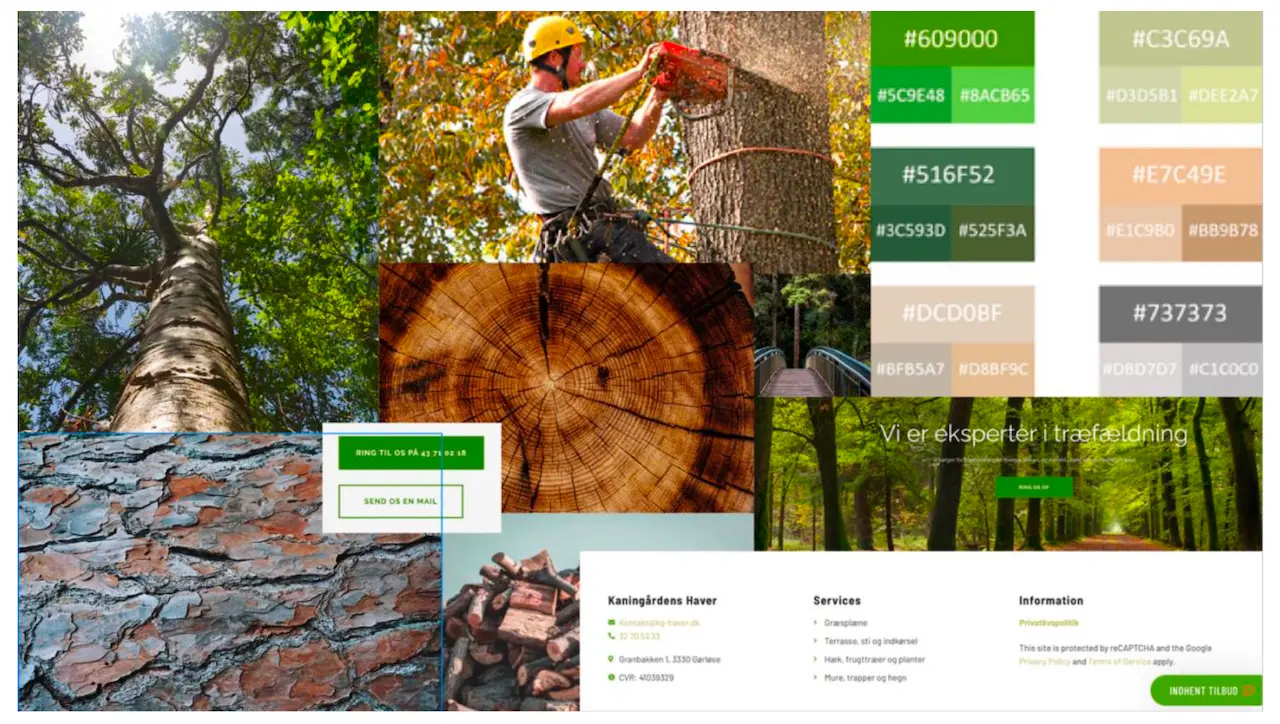 #609000
#5C9E48 #8ACB65
#C3C69A
#D3D5B1 #DEE2A7
#516F52
#3C593D #525F3A
#E7C49E
#E1C9B0 #BB9B78
#DCD0BF
#BFB5A7 #D8BF9C
#737373
#DBD7D7 #C1C0C0
RING TIL OS PÅ 43 71 02 18
SEND OS EN MAIL
Vi er eksperter i træfældning
RING OS OP
Kaningårdens Haver
Kontakt@kg-haver.dk
32 70 52 33
Granbakken 1, 3330 Gørløse
CVR: 41039329
Services
Græsplæne
Terrasse, sti og indkørsel
Hæk, frugttræer og planter
Mure, trapper og hegn
Information
Privatlivspolitik
This site is protected by reCAPTCHA and the Google
Privacy Policy and Terms of Service apply.
INDHENT TILBUD